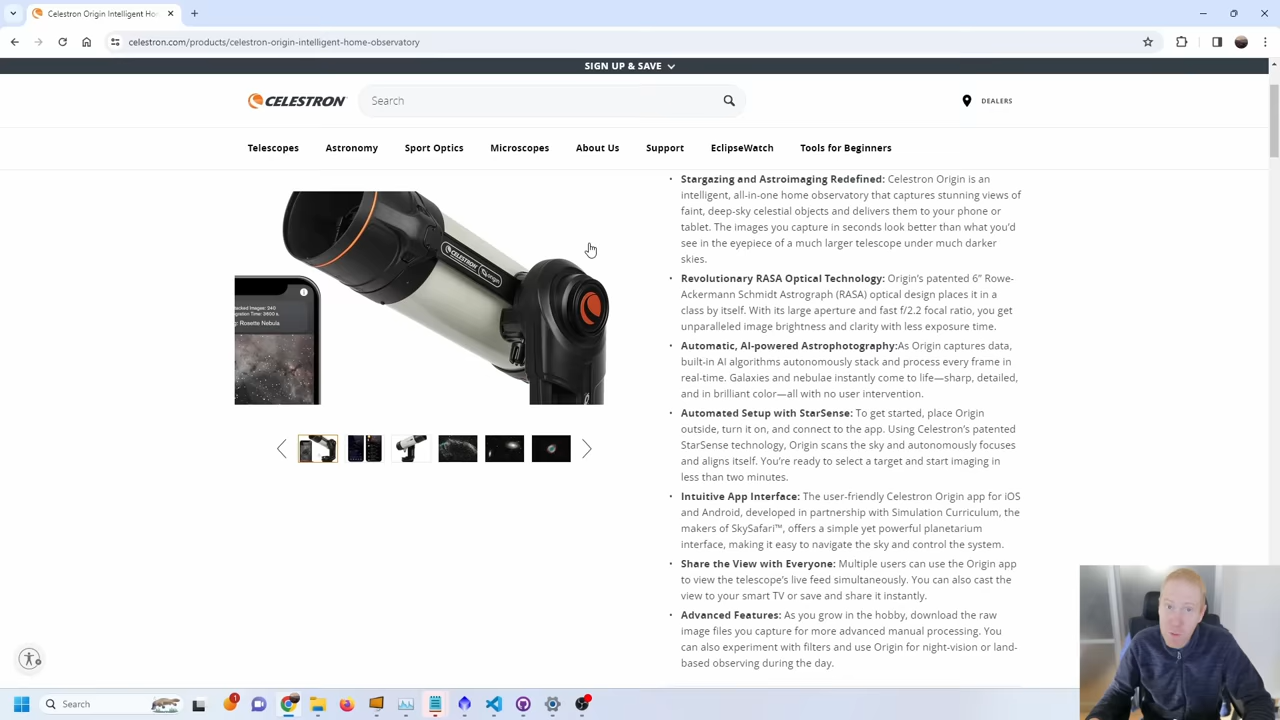 Celestron Origin Intelligent Ho
celestron.com/products/celestron-origin-intelligent-home-observatory
SIGN UP & SAVE
CELESTRON
Search
DEALERS
Telescopes
Astronomy
Sport Optics
Microscopes
About Us
Support
EclipseWatch
Tools for Beginners
• Stargazing and Astroimaging Redefined: Celestron Origin is an
intelligent, all-in-one home observatory that captures stunning views of
faint, deep-sky celestial objects and delivers them to your phone or
tablet. The images you capture in seconds look better than what you'd
see in the eyepiece of a much larger telescope under much darker
skies.
• Revolutionary RASA Optical Technology: Origin's patented 6" Rowe-
Ackermann Schmidt Astrograph (RASA) optical design places it in a
class by itself. With its large aperture and fast f/2.2 focal ratio, you get
unparalleled image brightness and clarity with less exposure time.
• Automatic, AI-powered Astrophotography:As Origin captures data,
built-in AI algorithms autonomously stack and process every frame in
real-time. Galaxies and nebulae instantly come to life—sharp, detailed,
and in brilliant color—all with no user intervention.
• Automated Setup with StarSense: To get started, place Origin
outside, turn it on, and connect to the app. Using Celestron's patented
StarSense technology, Origin scans the sky and autonomously focuses
and aligns itself. You're ready to select a target and start imaging in
less than two minutes.
• Intuitive App Interface: The user-friendly Celestron Origin app for iOS
and Android, developed in partnership with Simulation Curriculum, the
makers of SkySafari™, offers a simple yet powerful planetarium
interface, making it easy to navigate the sky and control the system.
• Share the View with Everyone: Multiple users can use the Origin app
to view the telescope's live feed simultaneously. You can also cast the
view to your smart TV or save and share it instantly.
• Advanced Features: As you grow in the hobby, download the raw
image files you capture for more advanced manual processing. You
can also experiment with filters and use Origin for night-vision or land-
based observing during the day.
CELESTRON origin
Images: 240
Time: 3600 s.
Rosette Nebula
Search
1